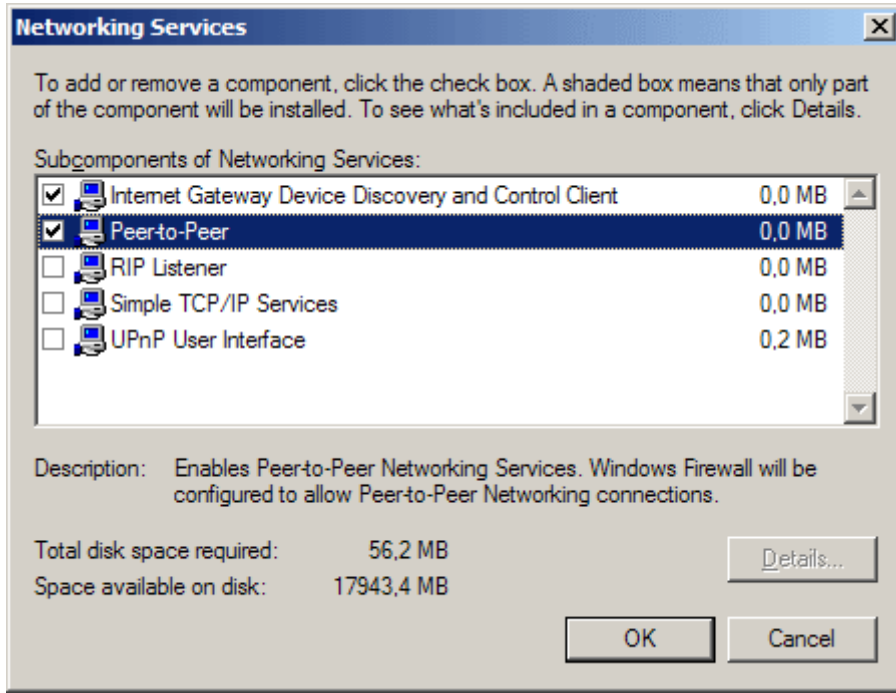 Networking Services
To add or remove a component, click the check box. A shaded box means that only part
of the component will be installed. To see what's included in a component, click Details.
Subcomponents of Networking Services:
Internet Gateway Device Discovery and Control Client 0,0 MB
Peer-to-Peer 0,0 MB
RIP Listener 0,0 MB
Simple TCP/IP Services 0,0 MB
UPnP User Interface 0,2 MB
Description: Enables Peer-to-Peer Networking Services. Windows Firewall will be
configured to allow Peer-to-Peer Networking connections.
Total disk space required: 56,2 MB
Details...
Space available on disk: 17943,4 MB
OK Cancel